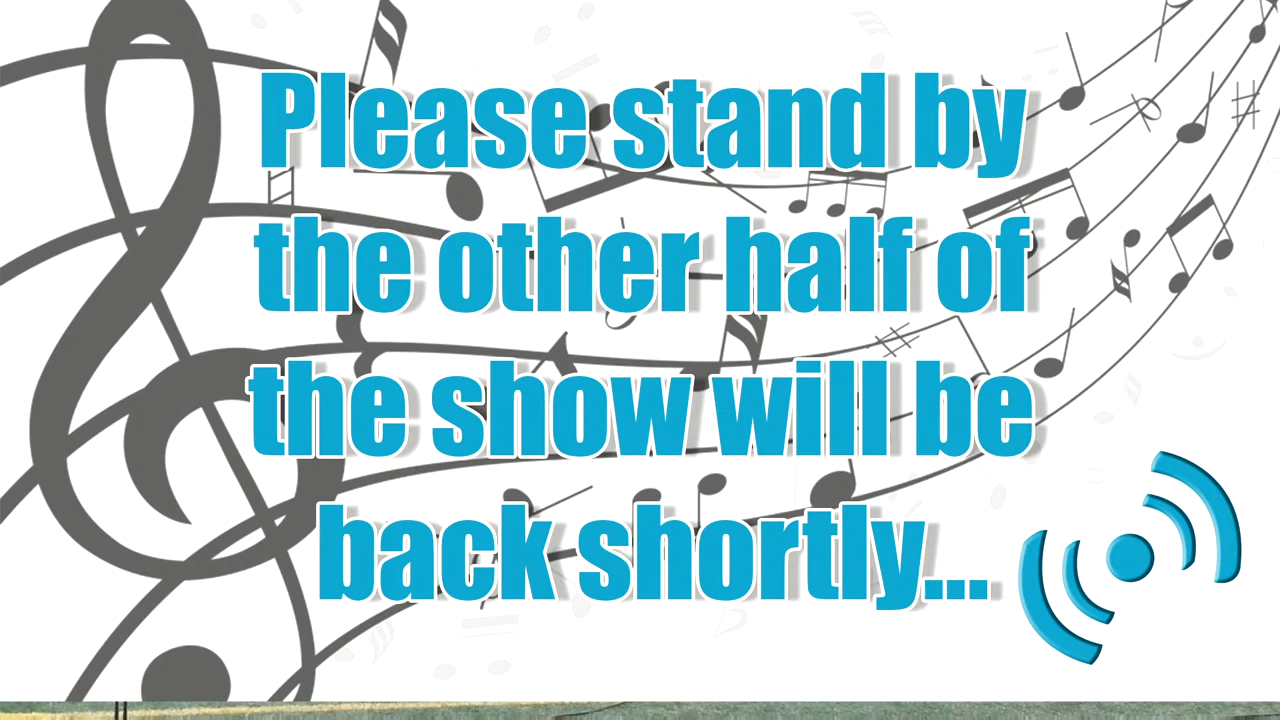 Please stand by
the other half of
the show will be
back shortly...